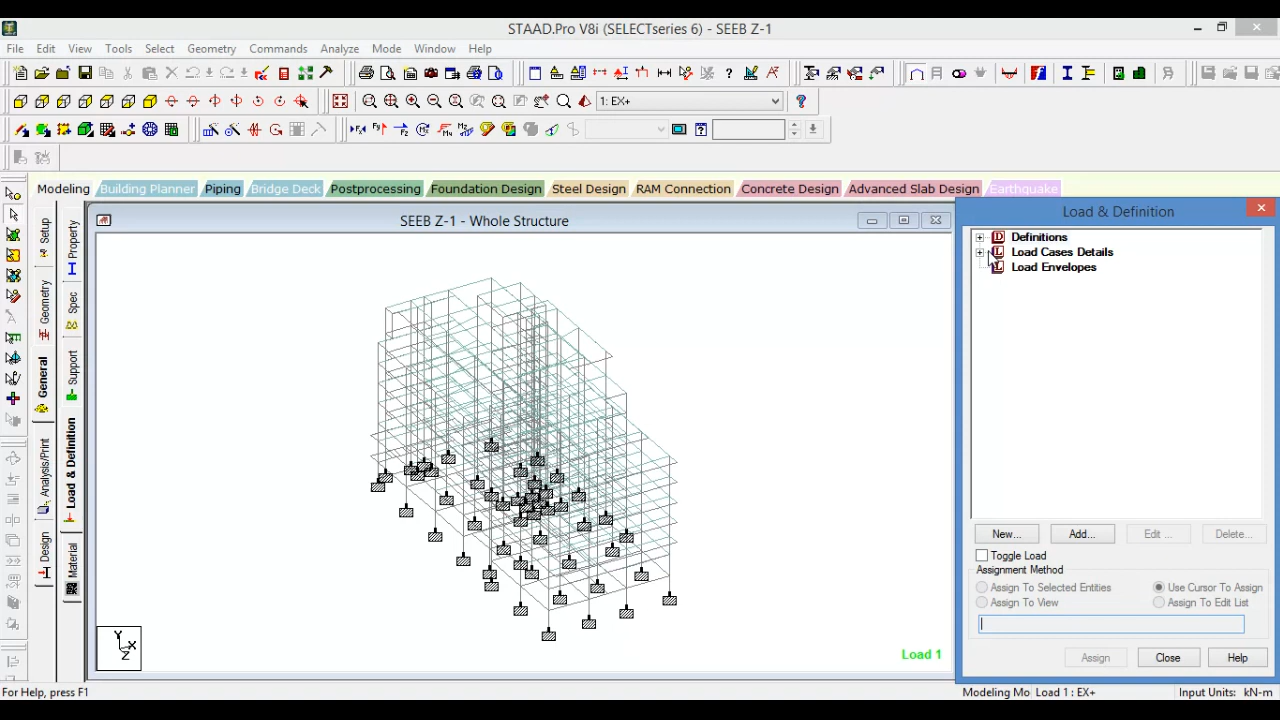 STAAD.Pro V8i (SELECTseries 6) - SEEB Z-1
File Edit View Tools Select Geometry Commands Analyze Mode Window Help
1: EX+
Modeling Building Planner Piping Bridge Deck Postprocessing Foundation Design Steel Design RAM Connection Concrete Design Advanced Slab Design Earthquake
Setup
Geometry
General
Analysis/Print
Design
Property
Spec
Support
Load & Definition
Material
SEEB Z-1 - Whole Structure
Y
X
Z
Load 1
Load & Definition
Definitions
Load Cases Details
Load Envelopes
New... Add... Edit ... Delete...
Toggle Load
Assignment Method
Assign To Selected Entities Use Cursor To Assign
Assign To View Assign To Edit List
Assign Close Help
For Help, press F1 Modeling Mo Load 1 : EX+ Input Units: kN-m